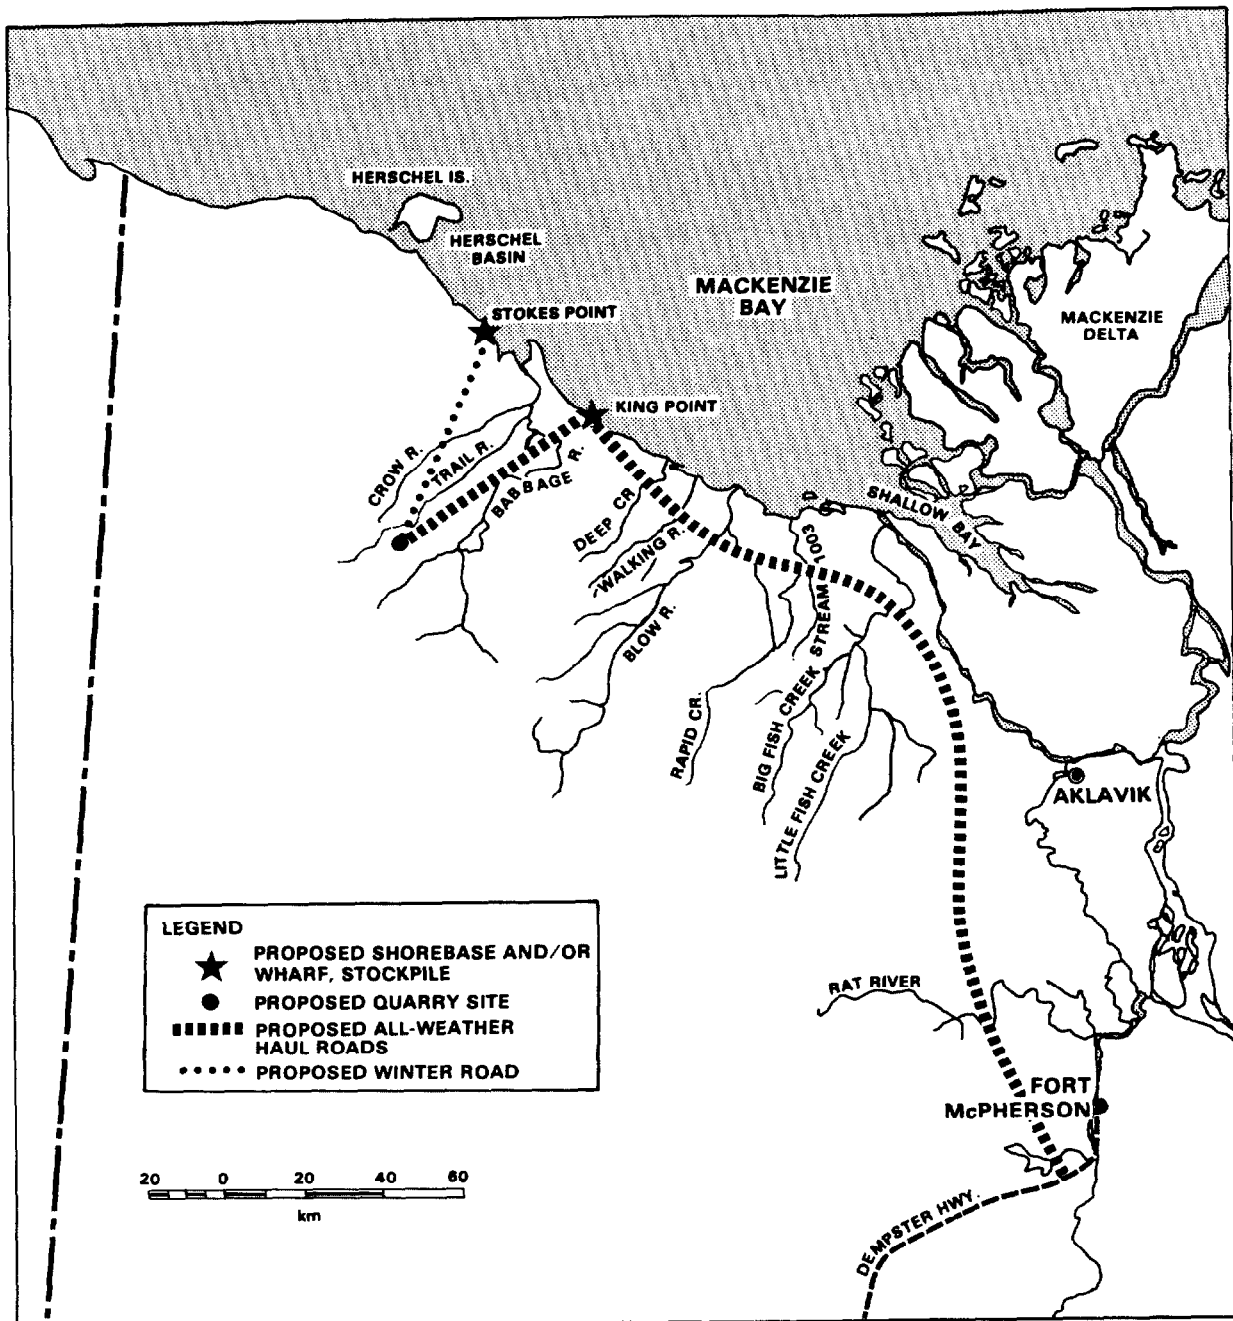 HERSCHEL IS.
HERSCHEL
BASIN
MACKENZIE
BAY
MACKENZIE
DELTA
STOKES POINT
KING POINT
SHALLOW BAY
CROW R.
TRAIL R.
BABBAGE R.
DEEP CR.
WALKING R.
BLOW R.
RAPID CR.
1003
BIG FISH CREEK STREAM
LITTLE FISH CREEK
AKLAVIK
RAT RIVER
FORT
McPHERSON
DEMPSTER HWY.
LEGEND
PROPOSED SHOREBASE AND/OR
WHARF, STOCKPILE
PROPOSED QUARRY SITE
PROPOSED ALL-WEATHER
HAUL ROADS
PROPOSED WINTER ROAD
20 0 20 40 60
km